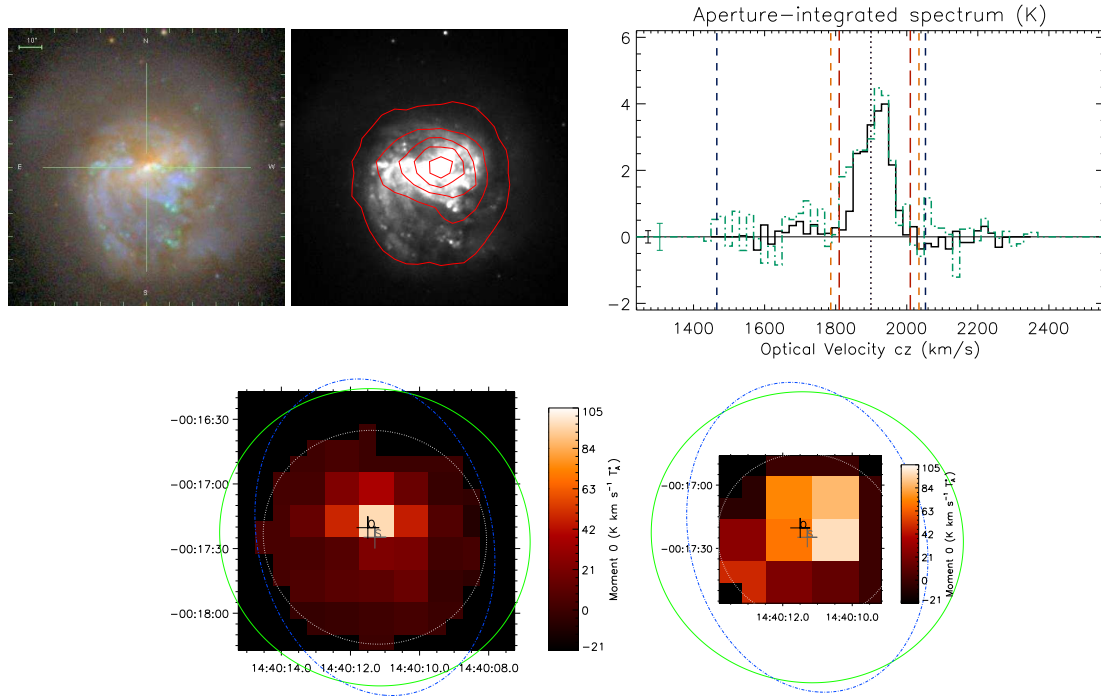 10"
N
E
W
S
Aperture-integrated spectrum (K)
6
4
2
0
-2
1400 1600 1800 2000 2200 2400
Optical Velocity cz (km/s)
-00:16:30
-00:17:00
-00:17:30
-00:18:00
14:40:14.0 14:40:12.0 14:40:10.0 14:40:08.0
b
s
105
84
63
42
21
0
-21
Moment 0 (K km s⁻¹ T*A)
-00:17:00
-00:17:30
14:40:12.0 14:40:10.0
b
s
105
84
63
42
21
0
-21
Moment 0 (K km s⁻¹ T*A)